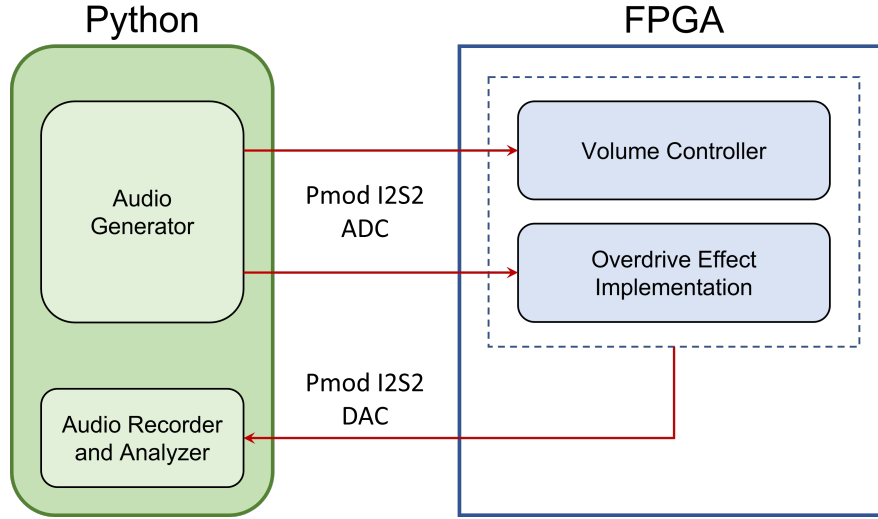 Python
FPGA
Audio
Generator
Pmod I2S2
ADC
Volume Controller
Overdrive Effect
Implementation
Pmod I2S2
DAC
Audio Recorder
and Analyzer